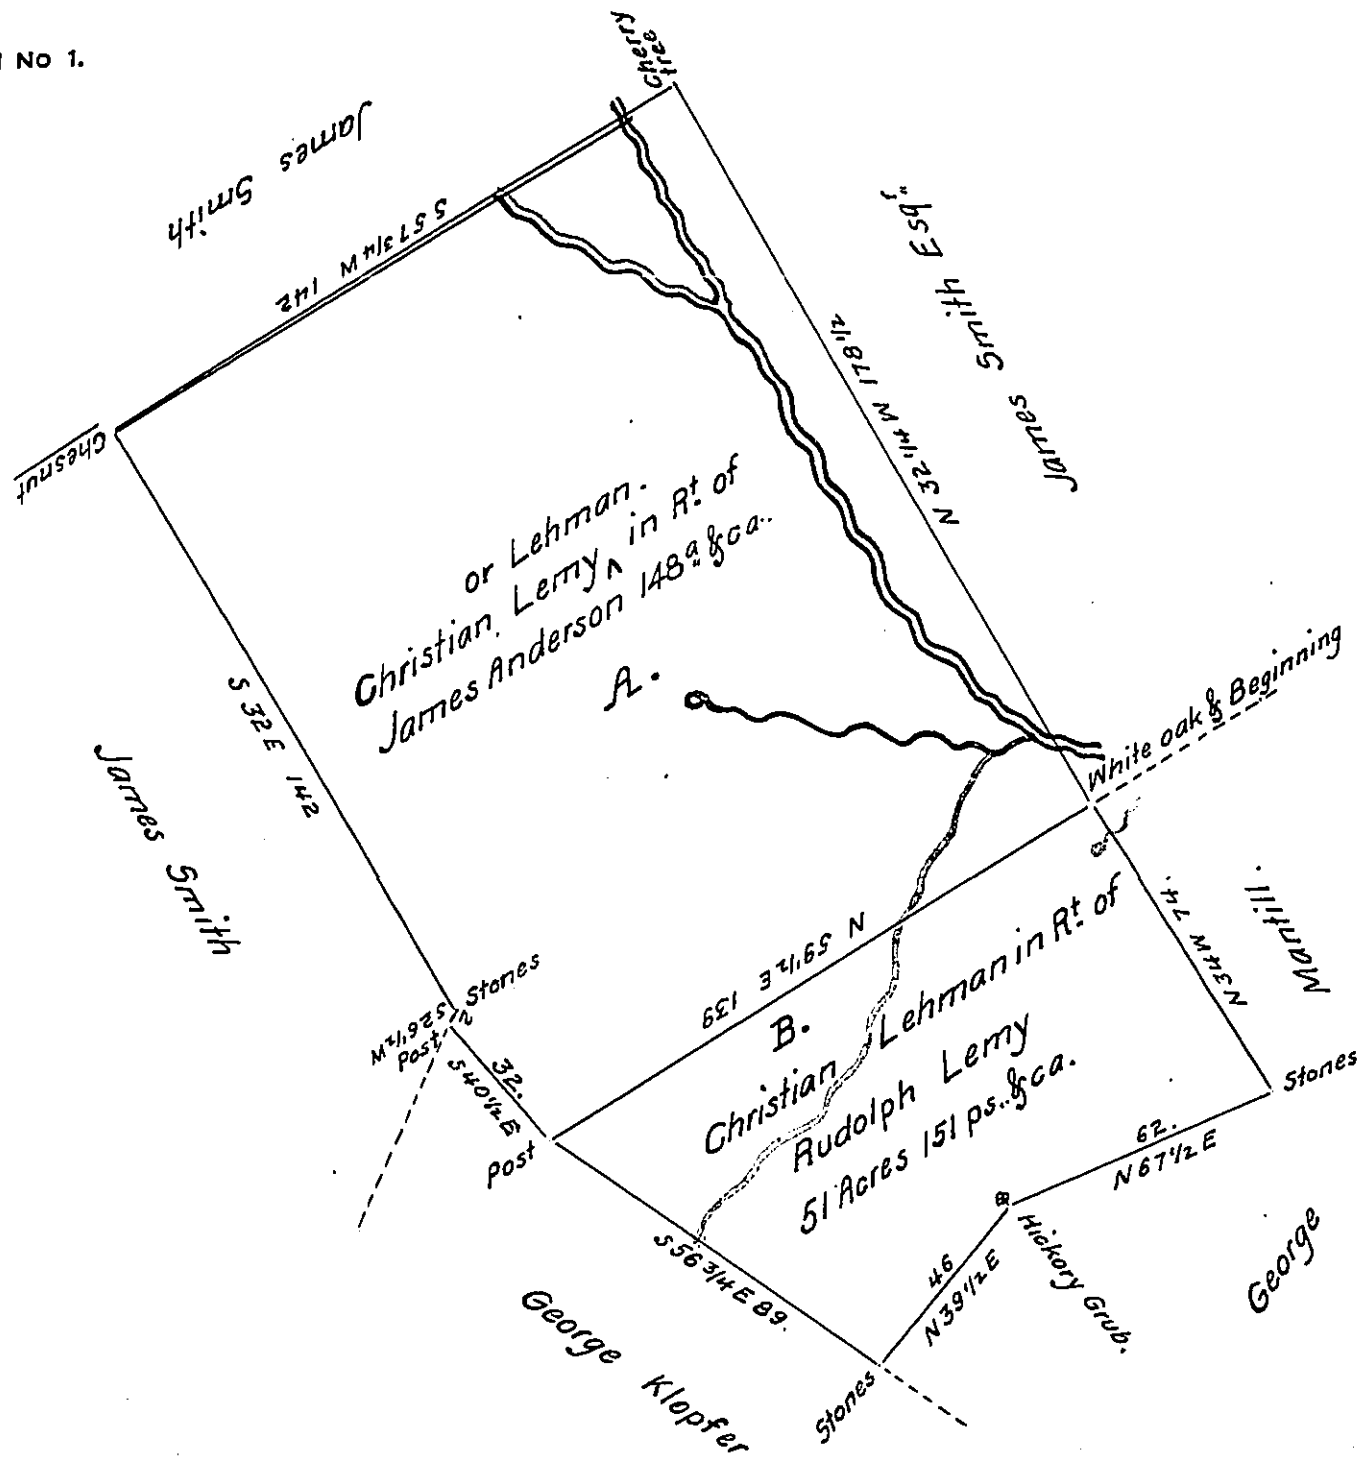 No 1.
Cherry
tree
James Smith
S 57 3/4 W 142
James Smith Esqr.
N 32 1/4 W 178 1/2
Chesnut
or Lehman.
Christian Lemy ^ in Rt. of
James Anderson 148a. &ca..
A.
S 32 E 142
James Smith
White oak & Beginning
Stones
S 26 1/2 W
Post
32.
S 40 1/2 E
Post
N 59 1/2 E 139
B.
Christian Lehman in Rt. of
Rudolph Lemy
51 Acres 151 ps. &ca.
N 34 W 74.
Mantill.
Stones
62.
N 67 1/2 E
Hickory Grub.
46
N 39 1/2 E
George
S 56 3/4 E 89.
George Klopfer
Stones